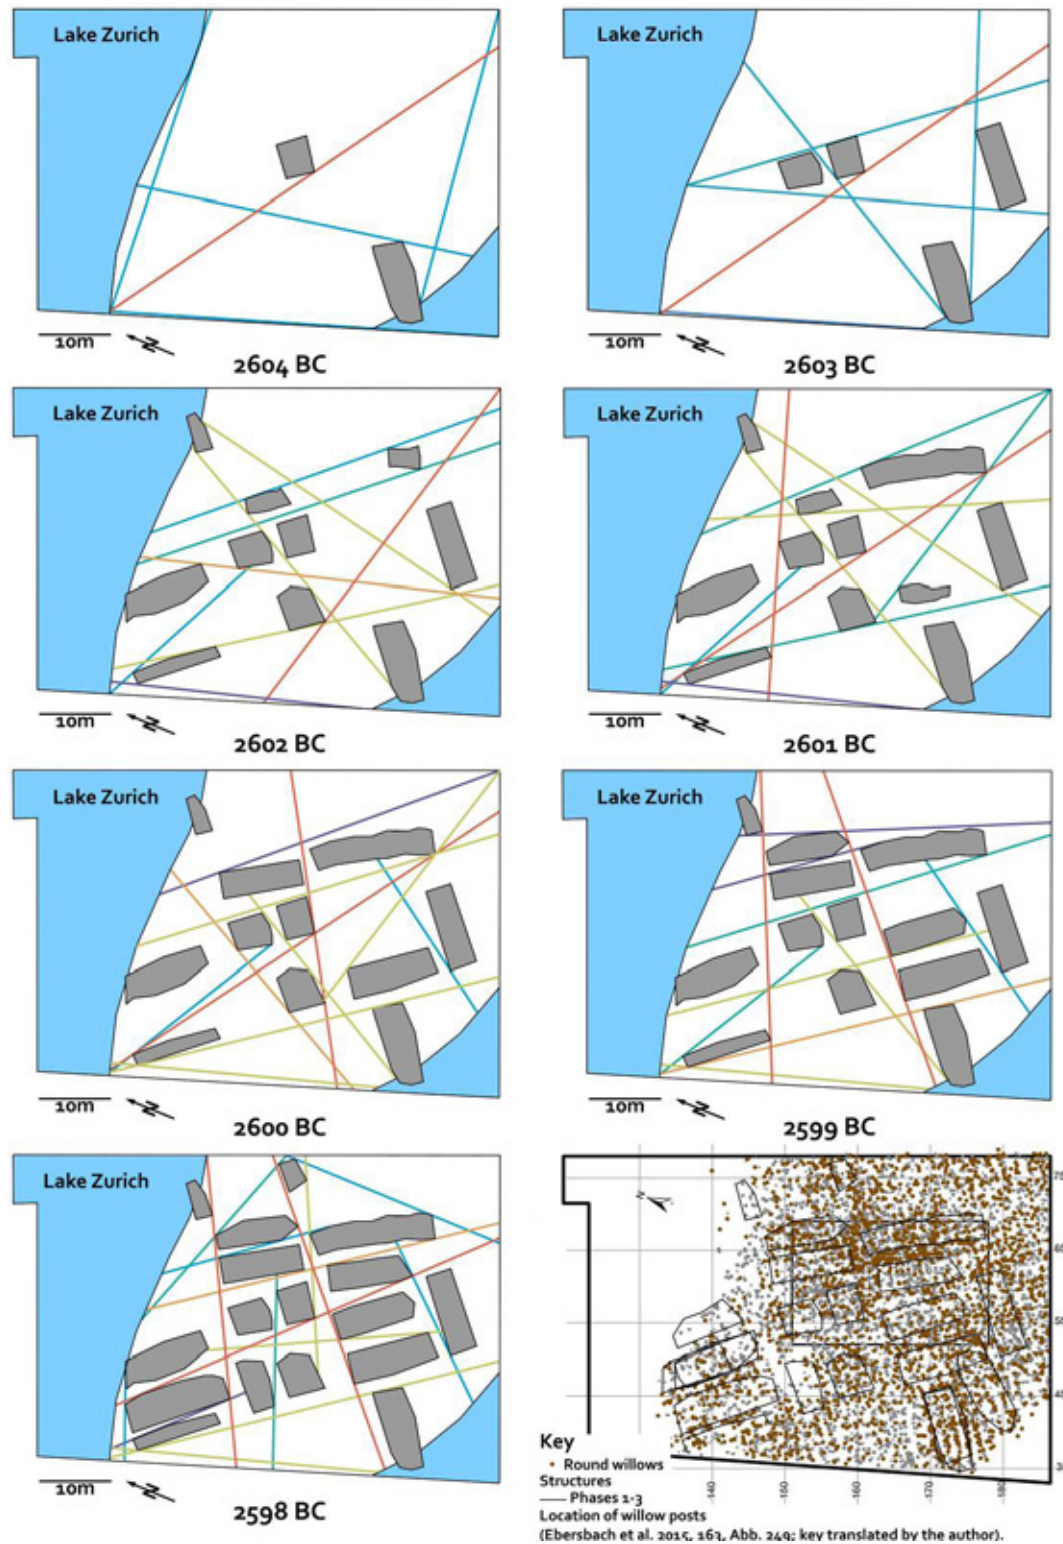 Lake Zurich
10m
N
2604 BC
Lake Zurich
10m
N
2603 BC
Lake Zurich
10m
N
2602 BC
Lake Zurich
10m
N
2601 BC
Lake Zurich
10m
N
2600 BC
Lake Zurich
10m
N
2599 BC
Lake Zurich
10m
N
2598 BC
N
-140
-150
-160
-170
-180
Key
Round willows
Structures
Phases 1-3
Location of willow posts
(Ebersbach et al. 2015, 163, Abb. 249; key translated by the author).